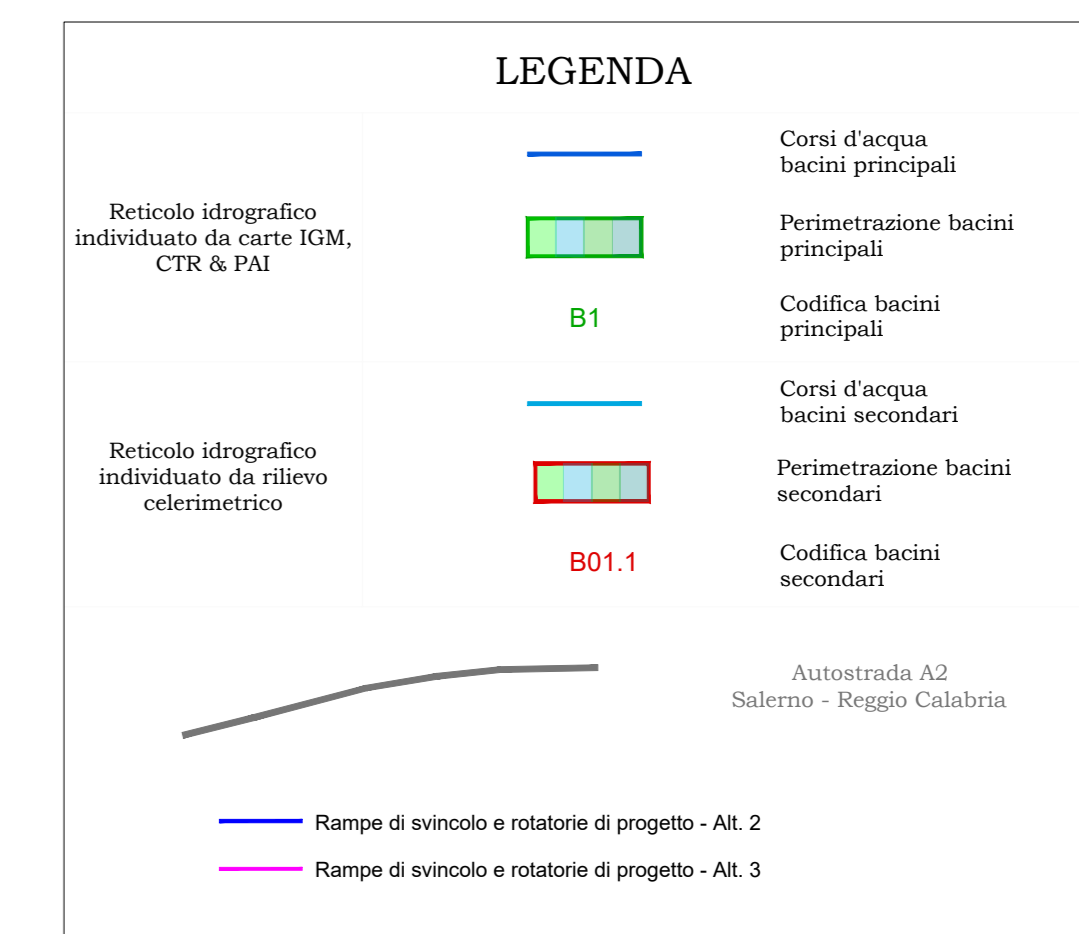 LEGENDA
Reticolo idrografico
individuato da carte IGM,
CTR & PAI
Corsi d'acqua
bacini principali
Perimetrazione bacini
principali
B1
Codifica bacini
principali
Reticolo idrografico
individuato da rilievo
celerimetrico
Corsi d'acqua
bacini secondari
Perimetrazione bacini
secondari
B01.1
Codifica bacini
secondari
Autostrada A2
Salerno - Reggio Calabria
Rampe di svincolo e rotatorie di progetto - Alt. 2
Rampe di svincolo e rotatorie di progetto - Alt. 3